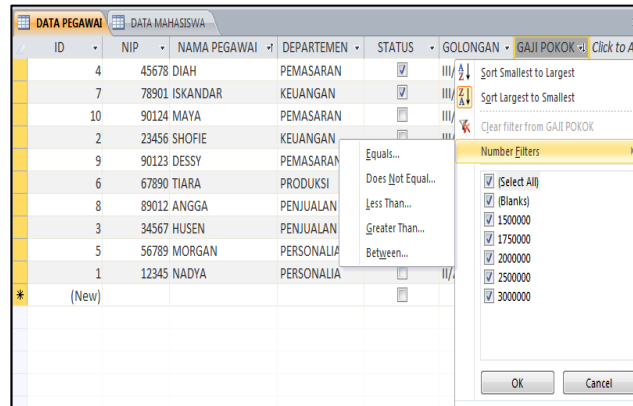 DATA PEGAWAI DATA MAHASISWA
ID NIP NAMA PEGAWAI DEPARTEMEN STATUS GOLONGAN GAJI POKOK Click to A
4 45678 DIAH PEMASARAN III/
7 78901 ISKANDAR KEUANGAN III/
10 90124 MAYA PEMASARAN III/
2 23456 SHOFIE KEUANGAN
9 90123 DESSY PEMASARAN
6 67890 TIARA PRODUKSI
8 89012 ANGGA PENJUALAN
3 34567 HUSEN PENJUALAN
5 56789 MORGAN PERSONALIA
1 12345 NADYA PERSONALIA II/
(New)
Equals...
Does Not Equal...
Less Than...
Greater Than...
Between...
Sort Smallest to Largest
Sort Largest to Smallest
Clear filter from GAJI POKOK
Number Filters
(Select All)
(Blanks)
1500000
1750000
2000000
2500000
3000000
OK Cancel